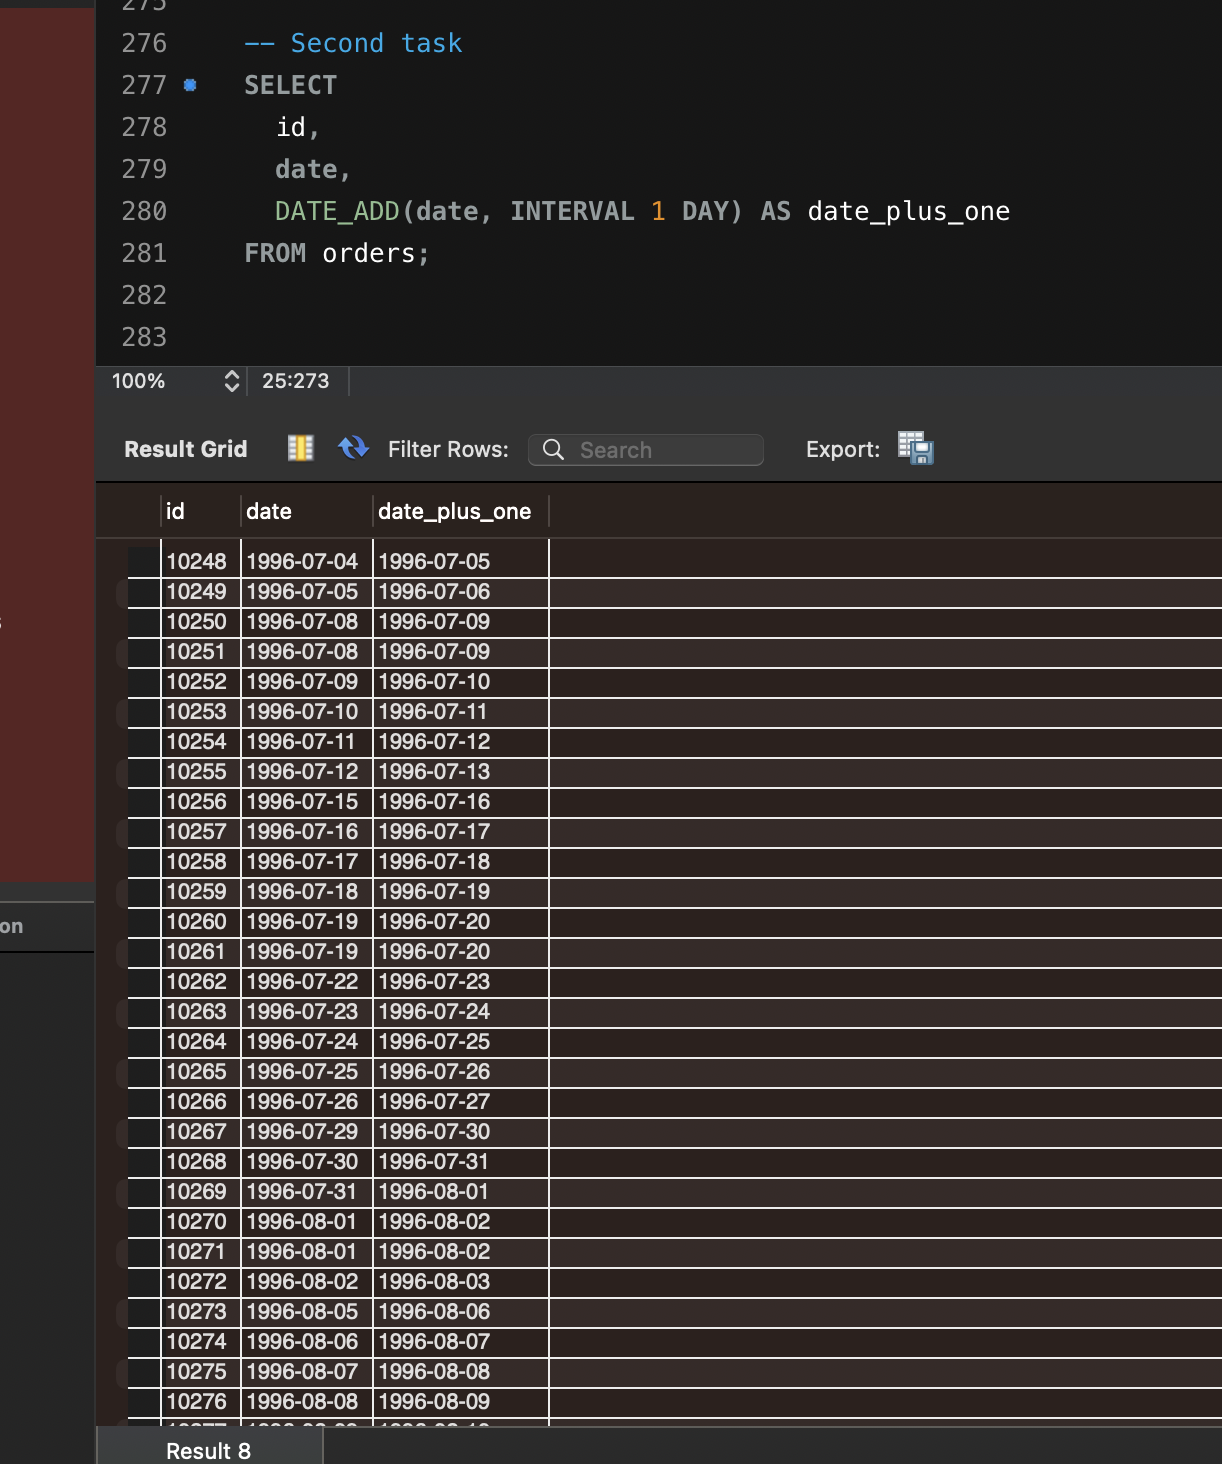 275
276 -- Second task
277 SELECT
278 id,
279 date,
280 DATE_ADD(date, INTERVAL 1 DAY) AS date_plus_one
281 FROM orders;
282
283
100% 25:273
Result Grid Filter Rows: Search Export:
id date date_plus_one
10248 1996-07-04 1996-07-05
10249 1996-07-05 1996-07-06
10250 1996-07-08 1996-07-09
10251 1996-07-08 1996-07-09
10252 1996-07-09 1996-07-10
10253 1996-07-10 1996-07-11
10254 1996-07-11 1996-07-12
10255 1996-07-12 1996-07-13
10256 1996-07-15 1996-07-16
10257 1996-07-16 1996-07-17
10258 1996-07-17 1996-07-18
10259 1996-07-18 1996-07-19
10260 1996-07-19 1996-07-20
10261 1996-07-19 1996-07-20
10262 1996-07-22 1996-07-23
10263 1996-07-23 1996-07-24
10264 1996-07-24 1996-07-25
10265 1996-07-25 1996-07-26
10266 1996-07-26 1996-07-27
10267 1996-07-29 1996-07-30
10268 1996-07-30 1996-07-31
10269 1996-07-31 1996-08-01
10270 1996-08-01 1996-08-02
10271 1996-08-01 1996-08-02
10272 1996-08-02 1996-08-03
10273 1996-08-05 1996-08-06
10274 1996-08-06 1996-08-07
10275 1996-08-07 1996-08-08
10276 1996-08-08 1996-08-09
on
Result 8